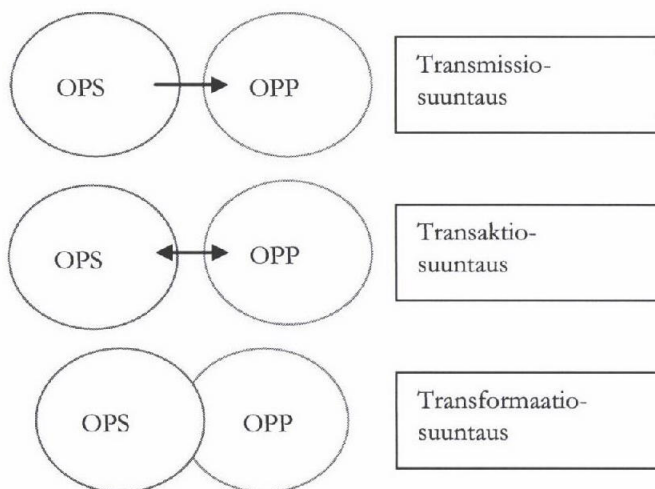 OPS
OPP
Transmissio-
suuntaus
OPS
OPP
Transaktio-
suuntaus
OPS
OPP
Transformaatio-
suuntaus